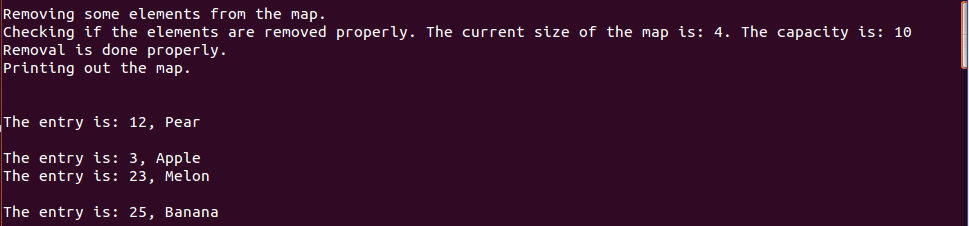 Removing some elements from the map.
Checking if the elements are removed properly. The current size of the map is: 4. The capacity is: 10
Removal is done properly.
Printing out the map.
The entry is: 12, Pear
The entry is: 3, Apple
The entry is: 23, Melon
The entry is: 25, Banana